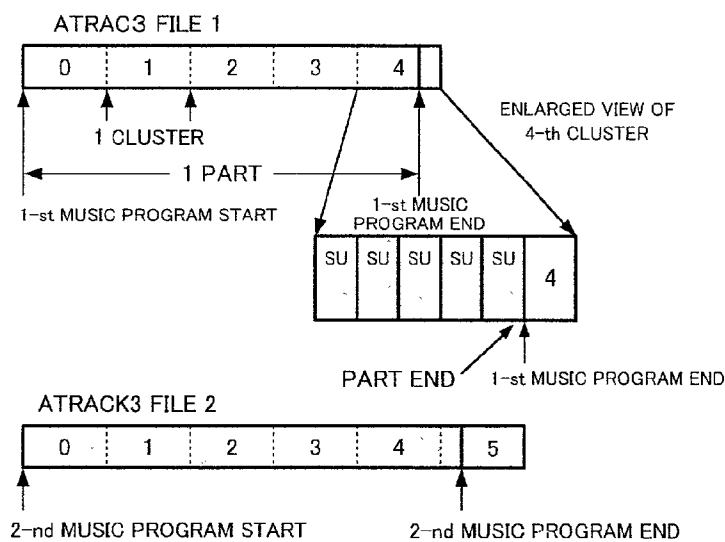 ATRAC3 FILE 1
0 1 2 3 4
1 CLUSTER
ENLARGED VIEW OF
4-th CLUSTER
1 PART
1-st MUSIC PROGRAM START
1-st MUSIC
PROGRAM END
SU SU SU SU SU 4
PART END
1-st MUSIC PROGRAM END
ATRACK3 FILE 2
0 1 2 3 4 5
2-nd MUSIC PROGRAM START
2-nd MUSIC PROGRAM END